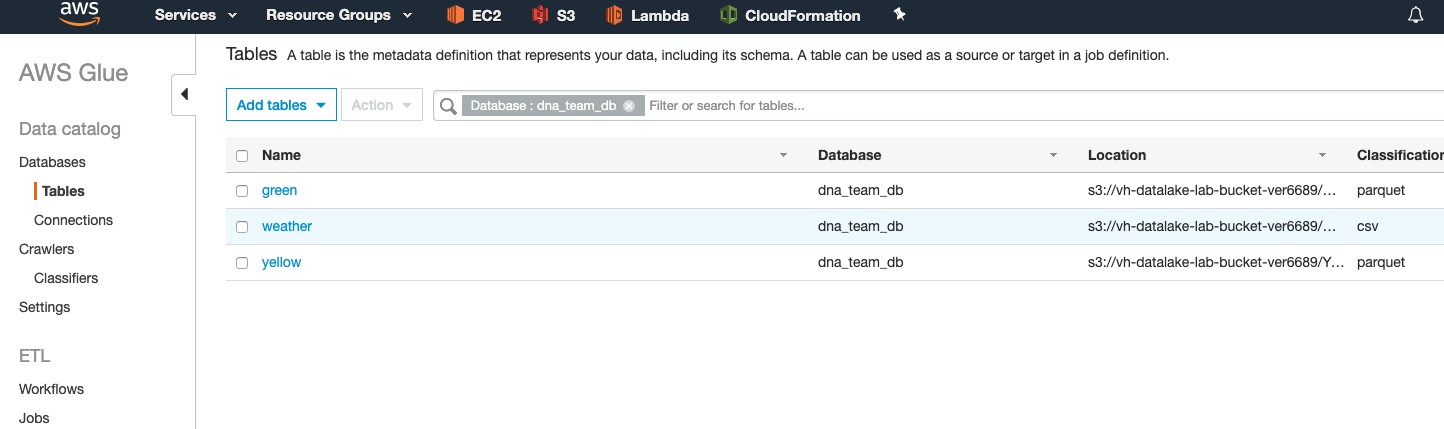 aws Services Resource Groups EC2 S3 Lambda CloudFormation
AWS Glue
Data catalog
Databases
Tables
Connections
Crawlers
Classifiers
Settings
ETL
Workflows
Jobs
Tables A table is the metadata definition that represents your data, including its schema. A table can be used as a source or target in a job definition.
Add tables Action Database : dna_team_db Filter or search for tables...
Name Database Location Classification
green dna_team_db s3://vh-datalake-lab-bucket-ver6689/... parquet
weather dna_team_db s3://vh-datalake-lab-bucket-ver6689/... csv
yellow dna_team_db s3://vh-datalake-lab-bucket-ver6689/Y... parquet